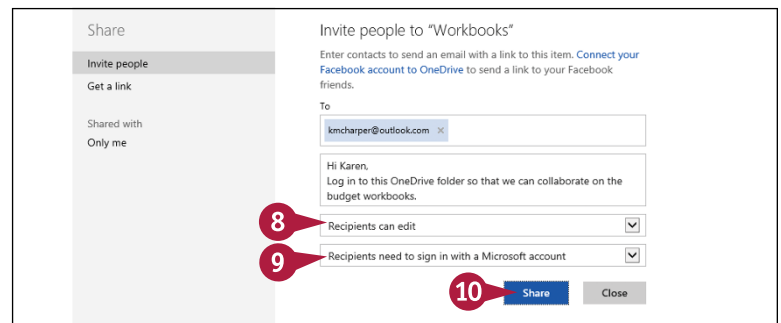 Share
Invite people
Get a link
Shared with
Only me
Invite people to “Workbooks”
Enter contacts to send an email with a link to this item. Connect your
Facebook account to OneDrive to send a link to your Facebook
friends.
To
kmcharper@outlook.com ×
Hi Karen,
Log in to this OneDrive folder so that we can collaborate on the
budget workbooks.
8 Recipients can edit
9 Recipients need to sign in with a Microsoft account
10 Share Close